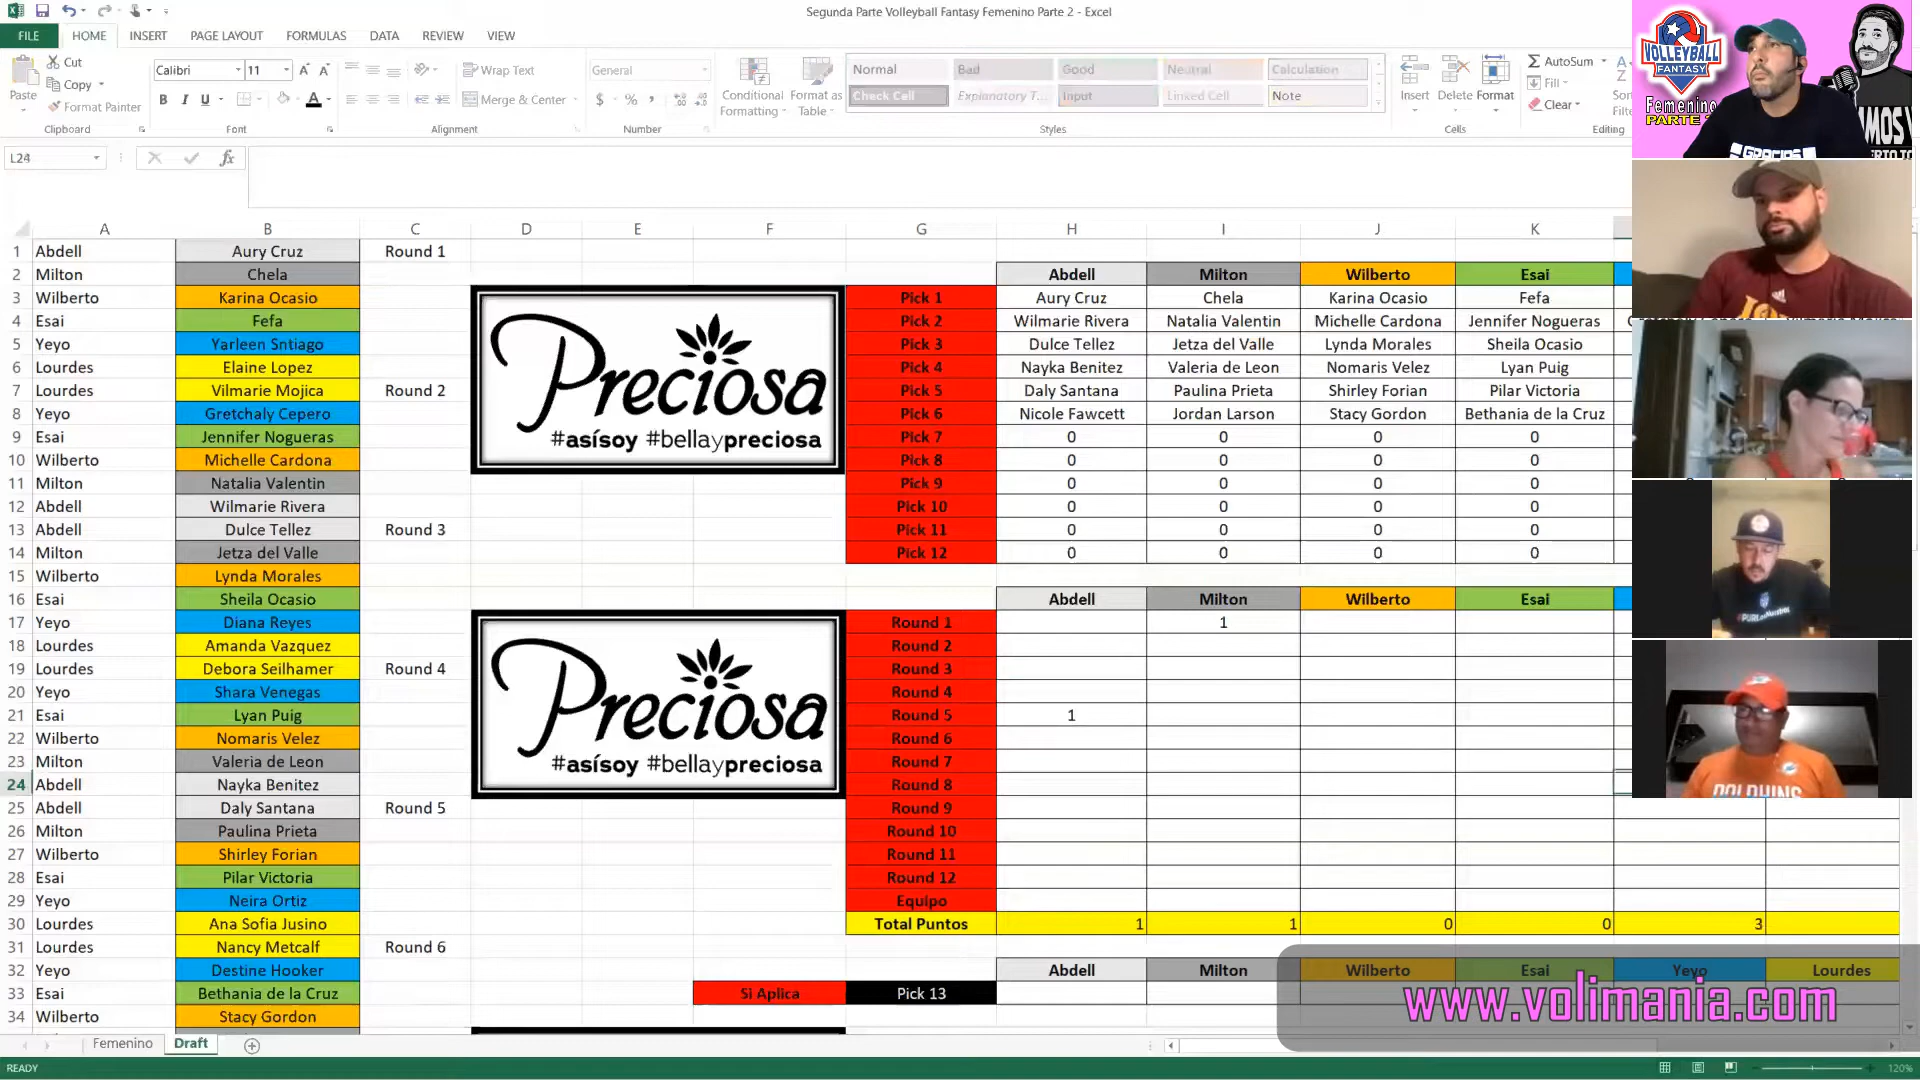 Segunda Parte Volleyball Fantasy Femenino Parte 2 - Excel
FILE HOME INSERT PAGE LAYOUT FORMULAS DATA REVIEW VIEW
Paste Cut Copy Format Painter Clipboard
Calibri 11 B I U Font
Wrap Text Merge & Center Alignment
General $ % , Number
Conditional Formatting Format as Table
Normal Bad Good Neutral Calculation
Check Cell Explanatory T... Input Linked Cell Note
Styles
Insert Delete Format Cells
AutoSum Fill Clear Editing
VOLLEYBALL
FANTASY
Femenino
GRACIAS
L24 fx
A B C D E F G H I J K
1 Abdell Aury Cruz Round 1
2 Milton Chela Abdell Milton Wilberto Esai
3 Wilberto Karina Ocasio Pick 1 Aury Cruz Chela Karina Ocasio Fefa
4 Esai Fefa Pick 2 Wilmarie Rivera Natalia Valentin Michelle Cardona Jennifer Nogueras
5 Yeyo Yarleen Sntiago Pick 3 Dulce Tellez Jetza del Valle Lynda Morales Sheila Ocasio
6 Lourdes Elaine Lopez Pick 4 Nayka Benitez Valeria de Leon Nomaris Velez Lyan Puig
7 Lourdes Vilmarie Mojica Round 2 Pick 5 Daly Santana Paulina Prieta Shirley Forian Pilar Victoria
8 Yeyo Gretchaly Cepero Pick 6 Nicole Fawcett Jordan Larson Stacy Gordon Bethania de la Cruz
9 Esai Jennifer Nogueras Pick 7 0 0 0 0
10 Wilberto Michelle Cardona Pick 8 0 0 0 0
11 Milton Natalia Valentin Pick 9 0 0 0 0
12 Abdell Wilmarie Rivera Pick 10 0 0 0 0
13 Abdell Dulce Tellez Round 3 Pick 11 0 0 0 0
14 Milton Jetza del Valle Pick 12 0 0 0 0
15 Wilberto Lynda Morales
16 Esai Sheila Ocasio Abdell Milton Wilberto Esai
17 Yeyo Diana Reyes Round 1 1
18 Lourdes Amanda Vazquez Round 2
19 Lourdes Debora Seilhamer Round 4 Round 3
20 Yeyo Shara Venegas Round 4
21 Esai Lyan Puig Round 5 1
22 Wilberto Nomaris Velez Round 6
23 Milton Valeria de Leon Round 7
24 Abdell Nayka Benitez Round 8
25 Abdell Daly Santana Round 5 Round 9
26 Milton Paulina Prieta Round 10
27 Wilberto Shirley Forian Round 11
28 Esai Pilar Victoria Round 12
29 Yeyo Neira Ortiz Equipo
30 Lourdes Ana Sofia Jusino Total Puntos 1 1 0 0 3
31 Lourdes Nancy Metcalf Round 6
32 Yeyo Destine Hooker Abdell Milton Wilberto Esai Yeyo Lourdes
33 Esai Bethania de la Cruz Si Aplica Pick 13
34 Wilberto Stacy Gordon
Preciosa
#asísoy #bellaypreciosa
Preciosa
#asísoy #bellaypreciosa
DOLPHINS
www.volimania.com
Femenino Draft
READY 120%